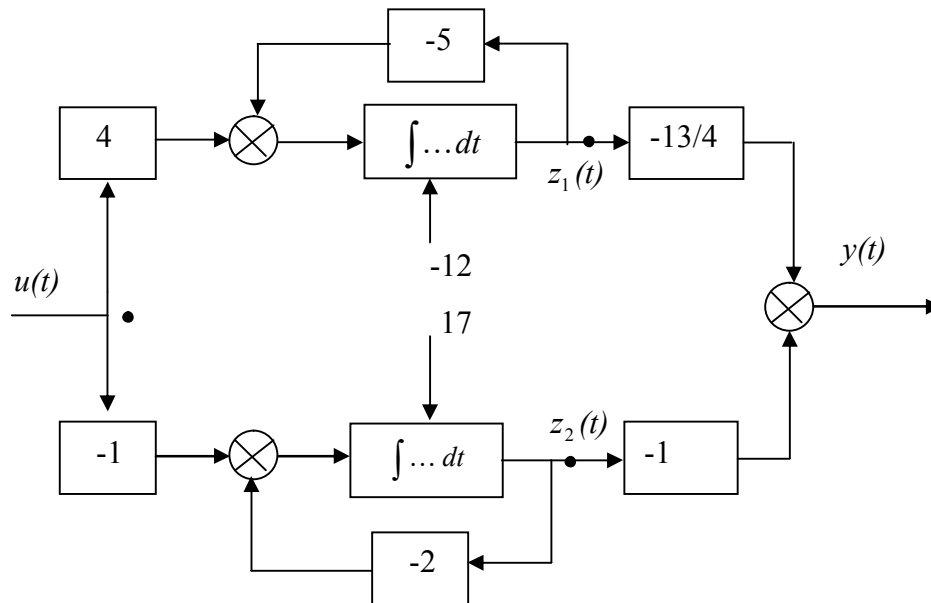 -5
4
∫ ... dt
-13/4
z₁(t)
-12
y(t)
u(t)
17
z₂(t)
-1
∫ ... dt
-1
-2